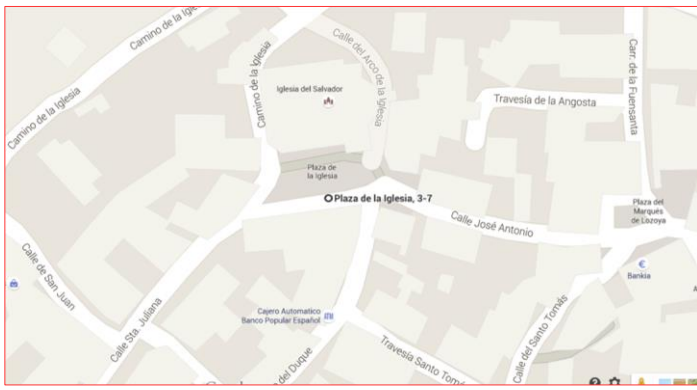 Camino de la Igle
Camino de la Iglesia
Camino de la Iglesia
Calle del Arco de la Iglesia
Carr. de la Fuensanta
Iglesia del Salvador
Travesía de la Angosta
Plaza de
la Iglesia
Plaza de la Iglesia, 3-7
Calle José Antonio
Plaza del
Marqués
de Lozoya
Calle de San Juan
€
Bankia
A
Cajero Automatico
Banco Popular Español
Calle Sta. Juliana
Calle del Santo Tomás
Travesía Santo Tomás
del Duque
?